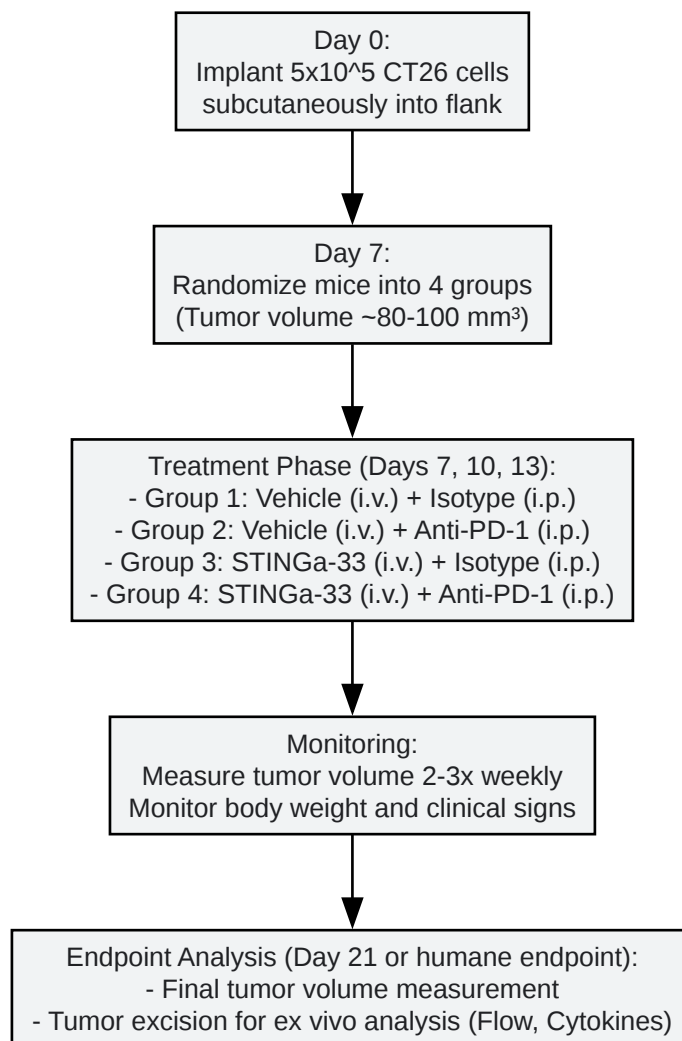 Day 0:
Implant 5x10^5 CT26 cells
subcutaneously into flank
Day 7:
Randomize mice into 4 groups
(Tumor volume ~80-100 mm³)
Treatment Phase (Days 7, 10, 13):
- Group 1: Vehicle (i.v.) + Isotype (i.p.)
- Group 2: Vehicle (i.v.) + Anti-PD-1 (i.p.)
- Group 3: STINGa-33 (i.v.) + Isotype (i.p.)
- Group 4: STINGa-33 (i.v.) + Anti-PD-1 (i.p.)
Monitoring:
Measure tumor volume 2-3x weekly
Monitor body weight and clinical signs
Endpoint Analysis (Day 21 or humane endpoint):
- Final tumor volume measurement
- Tumor excision for ex vivo analysis (Flow, Cytokines)